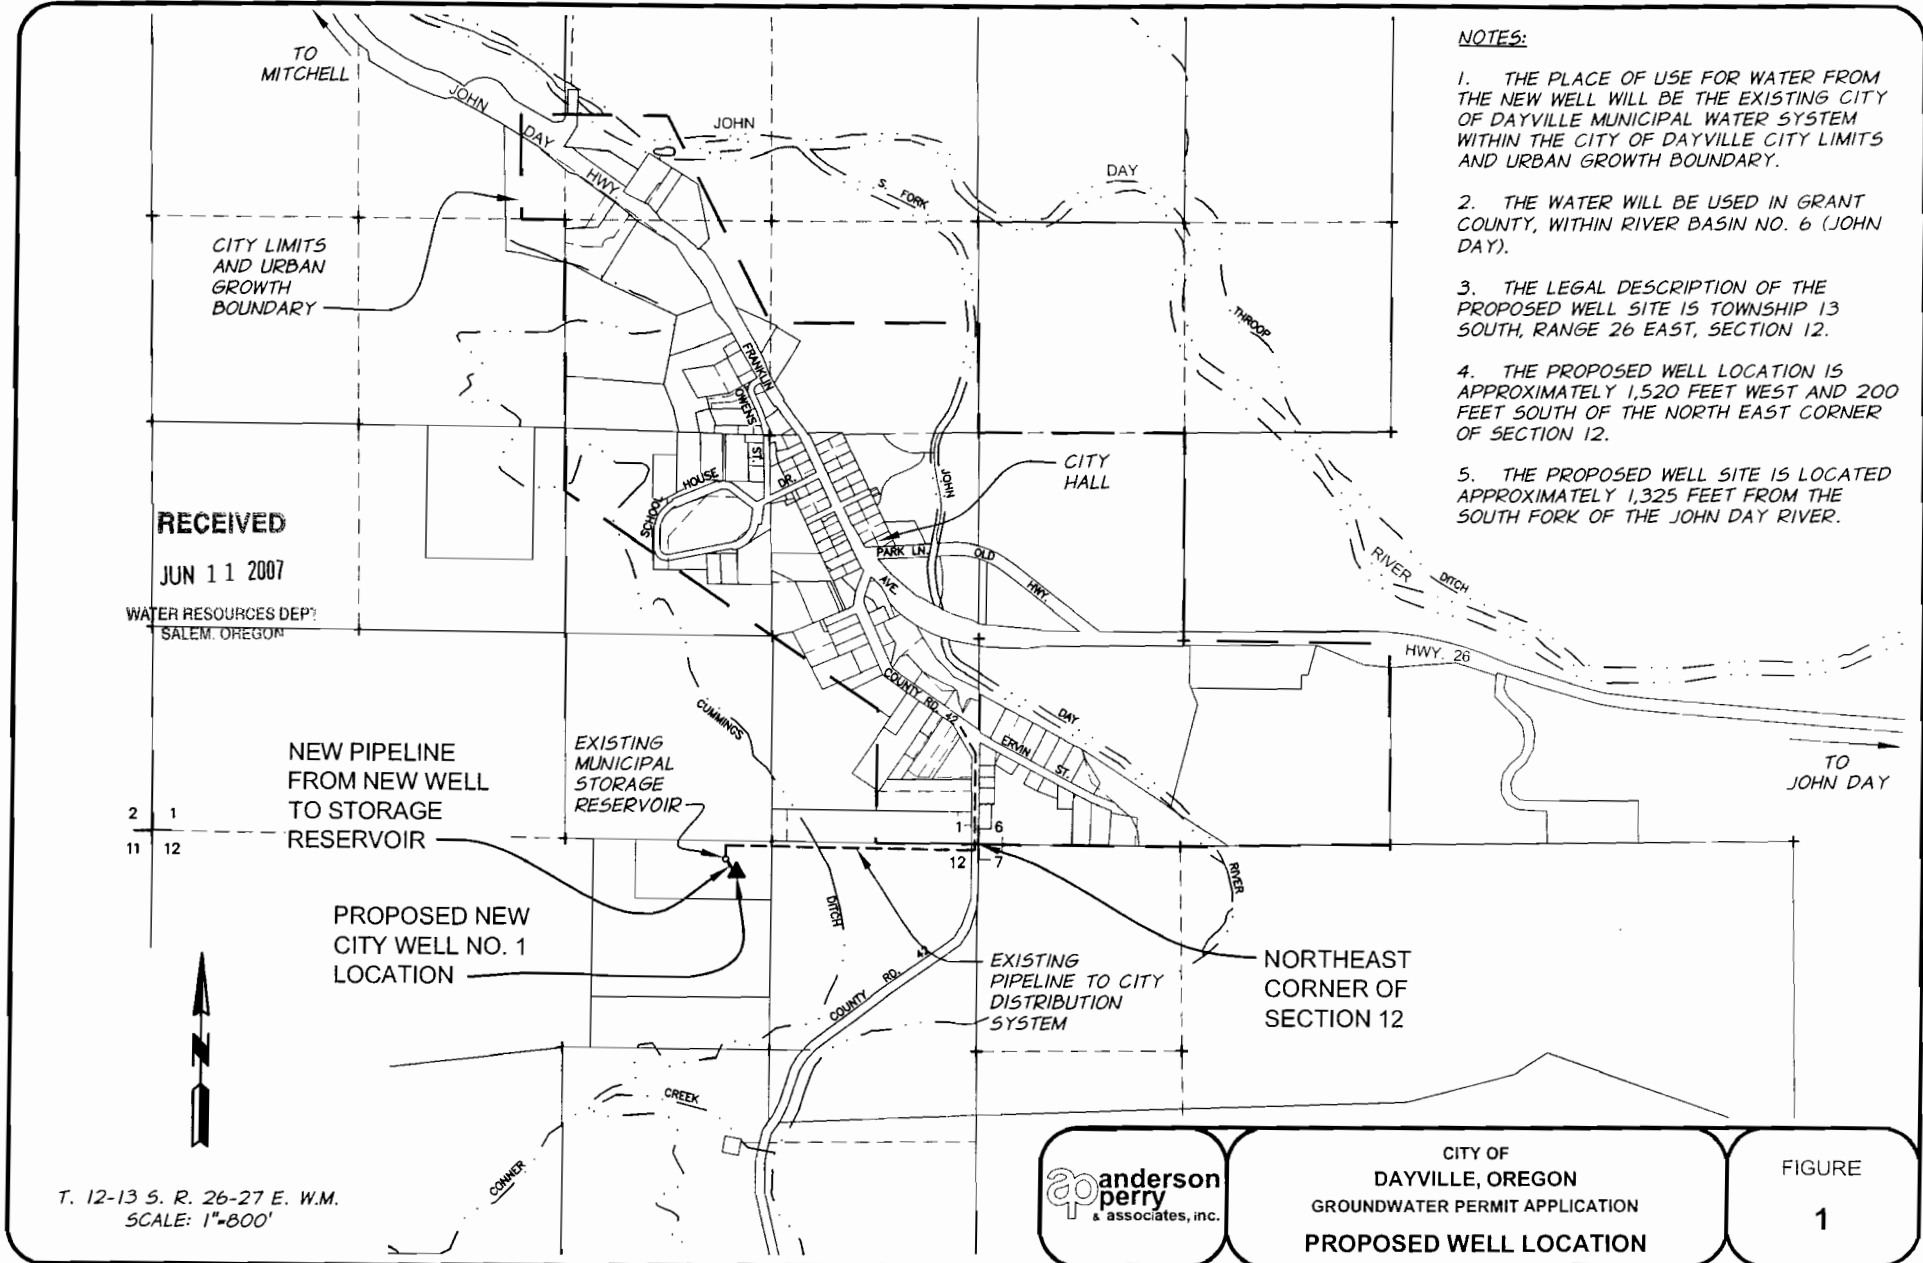 TO
MITCHELL
JOHN
DAY
HWY
JOHN
S. FORK
DAY
THROOP
CITY LIMITS
AND URBAN
GROWTH
BOUNDARY
NOTES:
1. THE PLACE OF USE FOR WATER FROM
THE NEW WELL WILL BE THE EXISTING CITY
OF DAYVILLE MUNICIPAL WATER SYSTEM
WITHIN THE CITY OF DAYVILLE CITY LIMITS
AND URBAN GROWTH BOUNDARY.
2. THE WATER WILL BE USED IN GRANT
COUNTY, WITHIN RIVER BASIN NO. 6 (JOHN
DAY).
3. THE LEGAL DESCRIPTION OF THE
PROPOSED WELL SITE IS TOWNSHIP 13
SOUTH, RANGE 26 EAST, SECTION 12.
4. THE PROPOSED WELL LOCATION IS
APPROXIMATELY 1,520 FEET WEST AND 200
FEET SOUTH OF THE NORTH EAST CORNER
OF SECTION 12.
5. THE PROPOSED WELL SITE IS LOCATED
APPROXIMATELY 1,325 FEET FROM THE
SOUTH FORK OF THE JOHN DAY RIVER.
FRANKLIN
OWENS
ST.
SCHOOL
HOUSE
DR.
CITY
HALL
JOHN
PARK LN.
OLD
HWY.
AVE.
RIVER
DITCH
RECEIVED
JUN 11 2007
WATER RESOURCES DEPT
SALEM, OREGON
HWY. 26
COUNTY RD. 42
DAY
ERVIN
ST.
CUMMINGS
TO
JOHN DAY
NEW PIPELINE
FROM NEW WELL
TO STORAGE
RESERVOIR
EXISTING
MUNICIPAL
STORAGE
RESERVOIR
2 1
11 12
1 6
12 7
RIVER
DITCH
PROPOSED NEW
CITY WELL NO. 1
LOCATION
COUNTY RD. 42
EXISTING
PIPELINE TO CITY
DISTRIBUTION
SYSTEM
NORTHEAST
CORNER OF
SECTION 12
N
CREEK
CONNER
T. 12-13 S. R. 26-27 E. W.M.
SCALE: 1"=800'
ap
anderson
perry
& associates, inc.
CITY OF
DAYVILLE, OREGON
GROUNDWATER PERMIT APPLICATION
PROPOSED WELL LOCATION
FIGURE
1